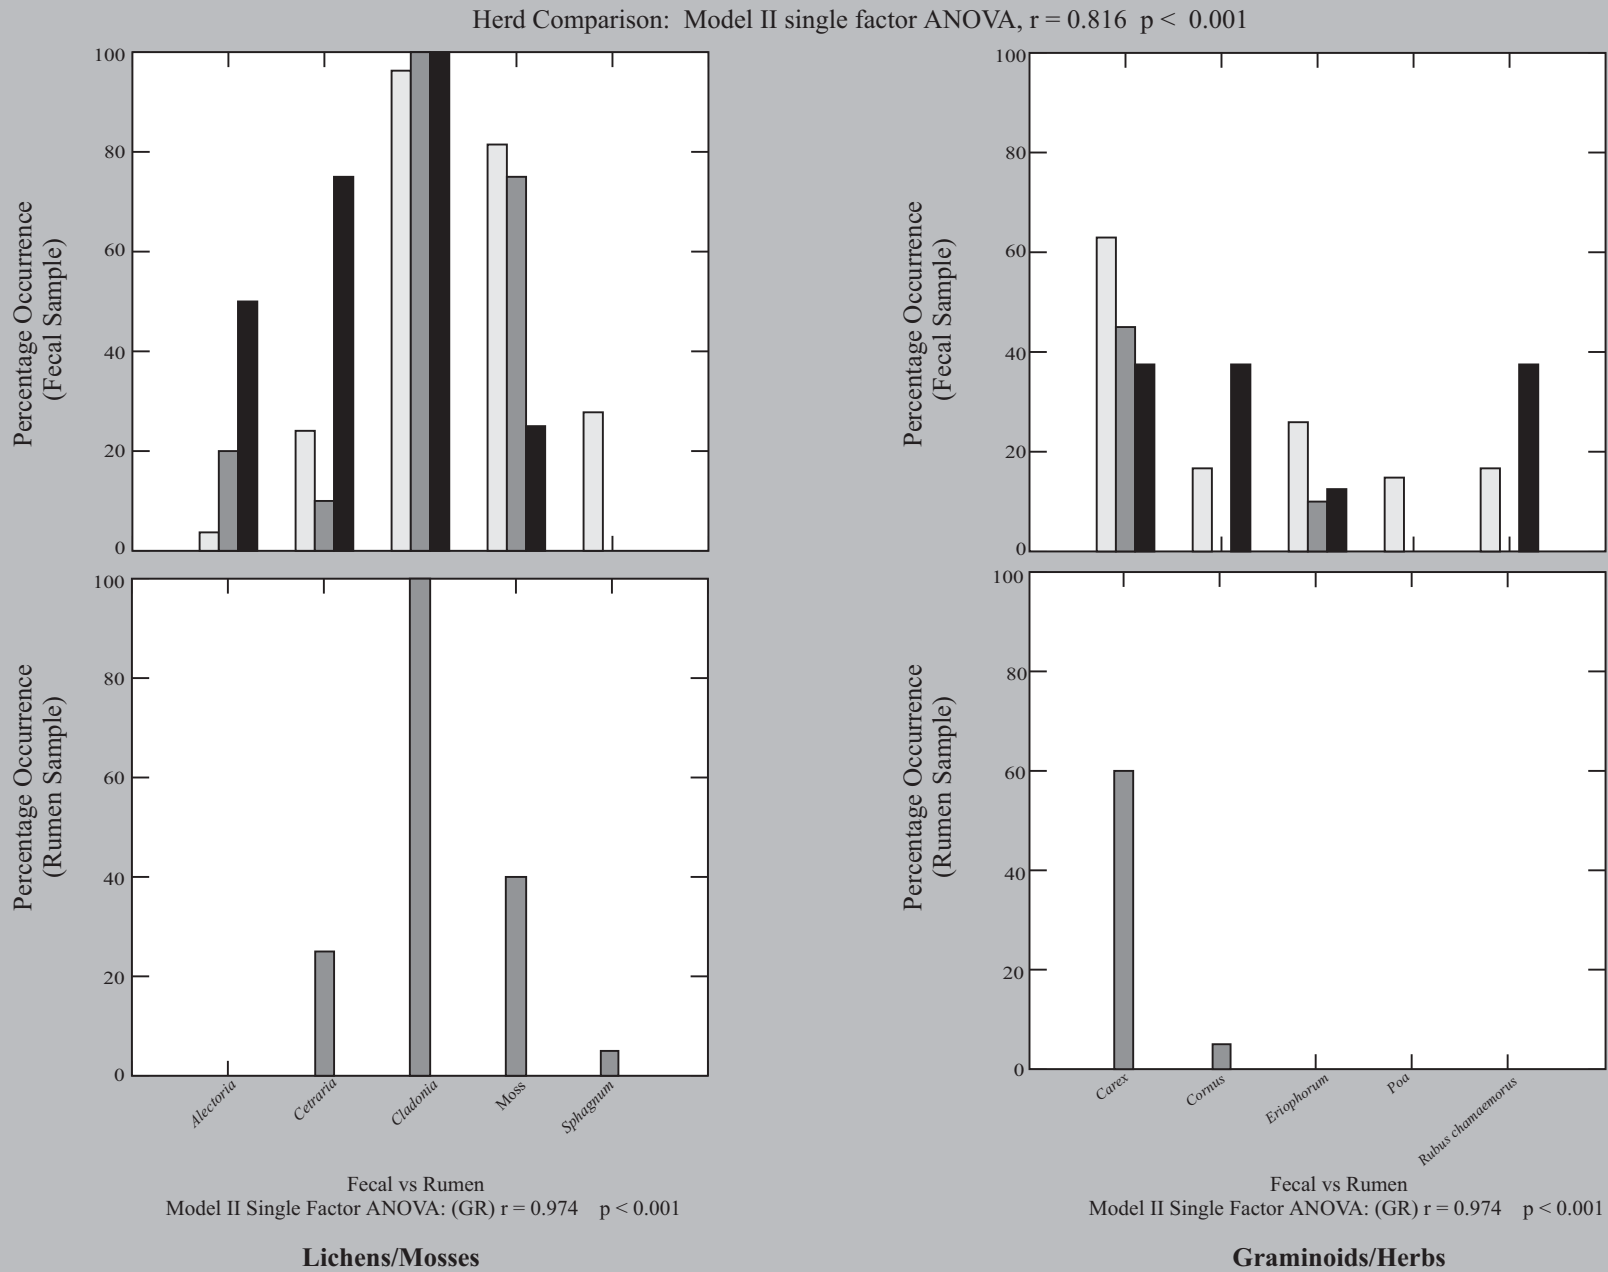 Herd Comparison: Model II single factor ANOVA, r = 0.816 p < 0.001
Percentage Occurrence
(Fecal Sample)
100
80
60
40
20
0
Percentage Occurrence
(Fecal Sample)
100
80
60
40
20
0
Percentage Occurrence
(Rumen Sample)
100
80
60
40
20
0
Alectoria
Cetraria
Cladonia
Moss
Sphagnum
Percentage Occurrence
(Rumen Sample)
100
80
60
40
20
0
Carex
Cornus
Eriophorum
Poa
Rubus chamaemorus
Fecal vs Rumen
Model II Single Factor ANOVA: (GR) r = 0.974 p < 0.001
Lichens/Mosses
Fecal vs Rumen
Model II Single Factor ANOVA: (GR) r = 0.974 p < 0.001
Graminoids/Herbs